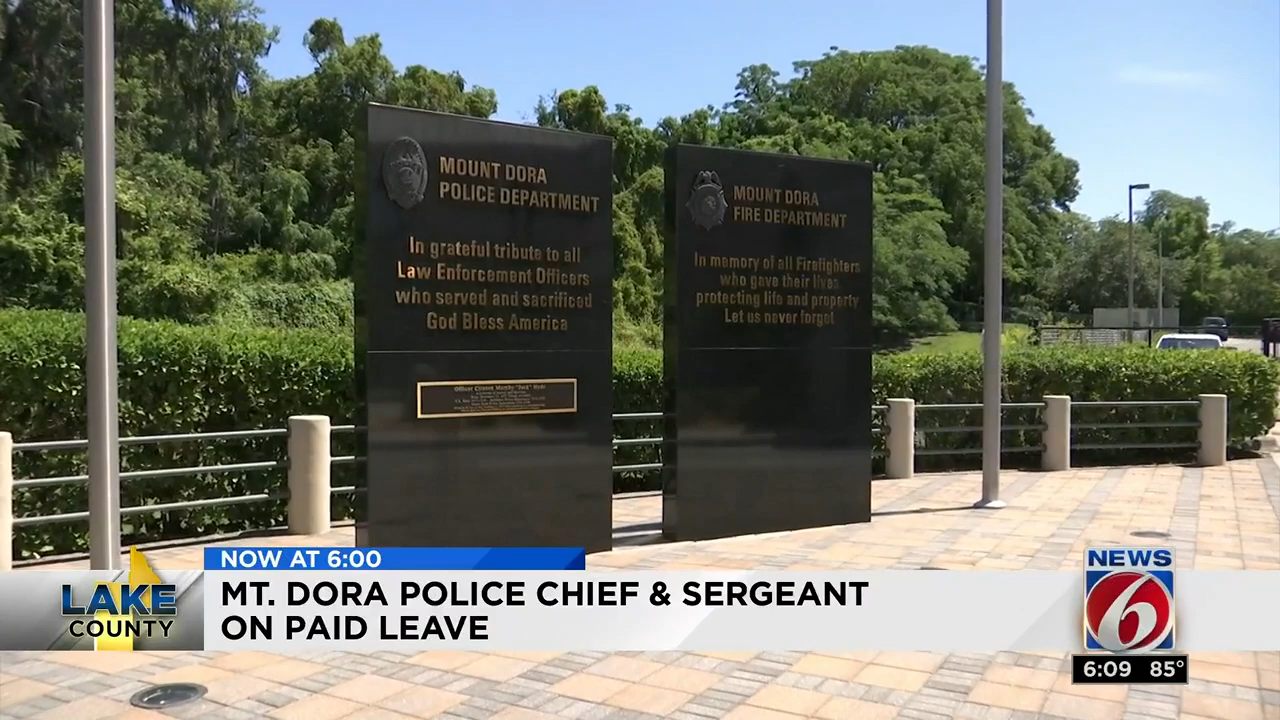 MOUNT DORA
POLICE DEPARTMENT
In grateful tribute to all
Law Enforcement Officers
who served and sacrificed
God Bless America
MOUNT DORA
FIRE DEPARTMENT
In memory of all Firefighters
who gave their lives
protecting life and property
Let us never forget
NOW AT 6:00
LAKE
COUNTY
MT. DORA POLICE CHIEF & SERGEANT
ON PAID LEAVE
NEWS
6
6:09 85°